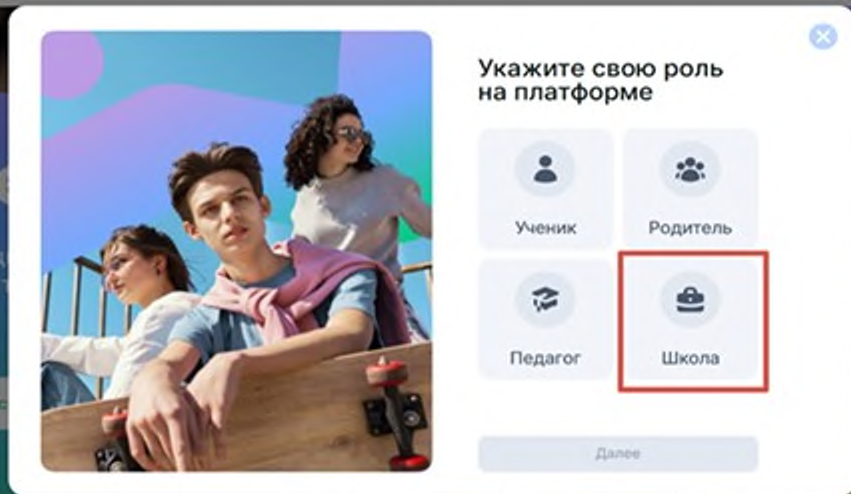 Укажите свою роль
на платформе
Ученик
Родитель
Педагог
Школа
Далее